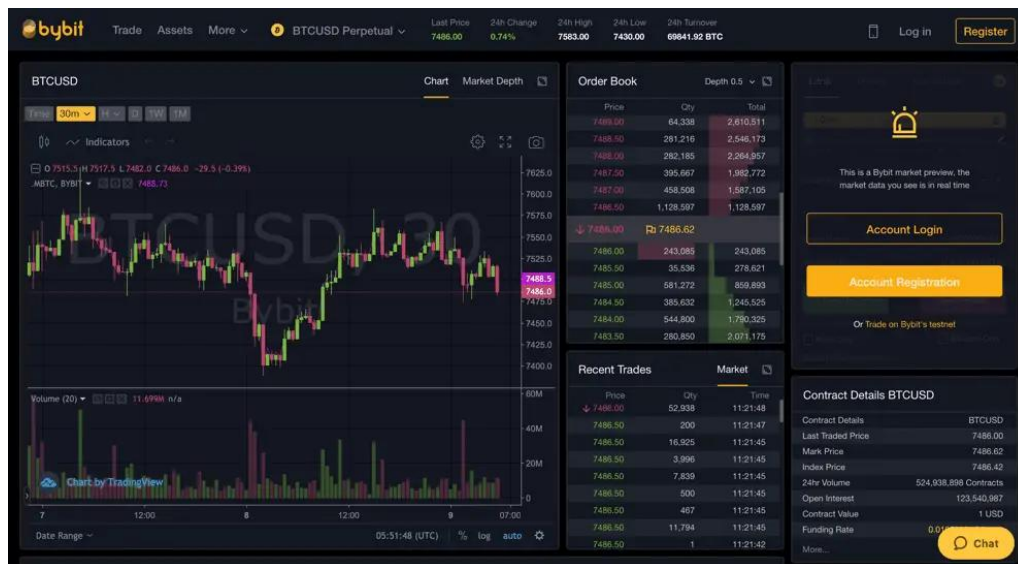 bybit
Trade Assets More BTCUSD Perpetual
Last Price 24h Change 24h High 24h Low 24h Turnover
7486.00 0.74% 7583.00 7430.00 69841.92 BTC
Log in Register
BTCUSD
Chart Market Depth
Time 30m H D 1W 1M
Indicators
O 7515.5 H 7517.5 L 7482.0 C 7486.0 -29.5 (-0.39%)
.MBTC, BYBIT 7488.73
BTCUSD, 30
Bybit
7625.0
7600.0
7575.0
7550.0
7525.0
7488.5
7486.0
7475.0
7450.0
7425.0
7400.0
Volume (20) 11.699M n/a
60M
40M
20M
0
Chart by TradingView
7 12:00 8 12:00 9 07:00
Date Range 05:51:48 (UTC) % log auto
Order Book Depth 0.5
Price Qty Total
7489.00 64,338 2,610,511
7488.50 281,216 2,546,173
7488.00 282,185 2,264,957
7487.50 395,667 1,982,772
7487.00 458,508 1,587,105
7486.50 1,128,597 1,128,597
7486.00 7486.62
7486.00 243,085 243,085
7485.50 35,536 278,621
7485.00 581,272 859,893
7484.50 385,632 1,245,525
7484.00 544,800 1,790,325
7483.50 280,850 2,071,175
Recent Trades Market
Price Qty Time
7486.00 52,938 11:21:48
7486.50 200 11:21:47
7486.50 16,925 11:21:45
7486.50 3,996 11:21:45
7486.50 7,839 11:21:45
7486.50 500 11:21:45
7486.50 467 11:21:45
7486.50 11,794 11:21:45
7486.50 1 11:21:42
This is a Bybit market preview, the
market data you see is in real time
Account Login
Account Registration
Or Trade on Bybit's testnet
Contract Details BTCUSD
Contract Details BTCUSD
Last Traded Price 7486.00
Mark Price 7486.62
Index Price 7486.42
24hr Volume 524,938,898 Contracts
Open Interest 123,540,987
Contract Value 1 USD
Funding Rate
More...
Chat